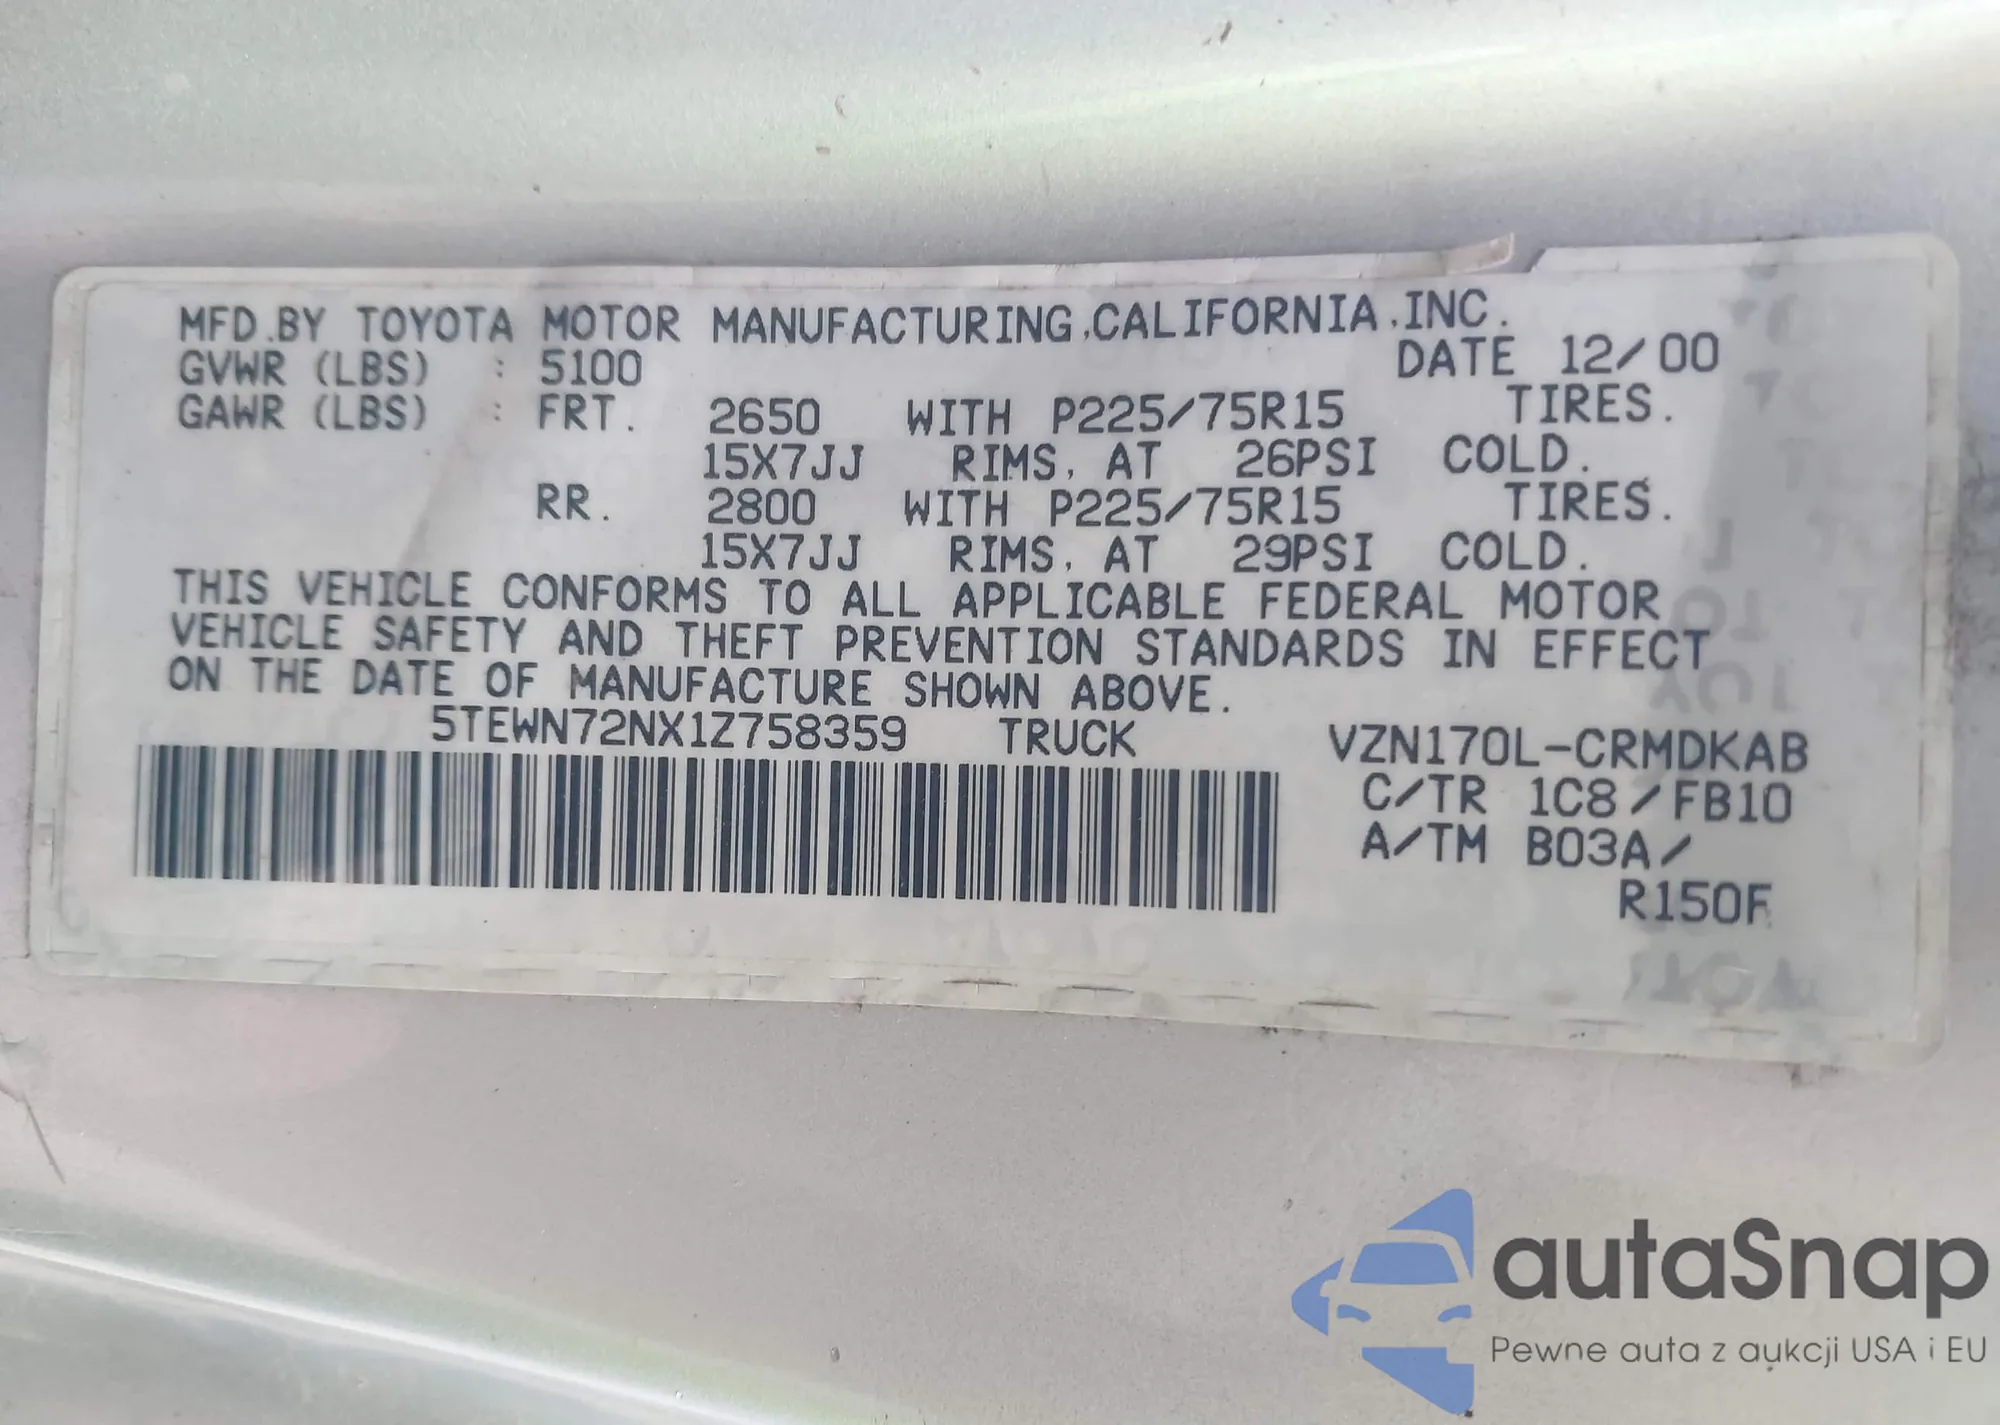 MFD.BY TOYOTA MOTOR MANUFACTURING,CALIFORNIA,INC.
GVWR (LBS) : 5100 DATE 12/00
GAWR (LBS) : FRT. 2650 WITH P225/75R15 TIRES.
15X7JJ RIMS, AT 26PSI COLD.
RR. 2800 WITH P225/75R15 TIRES.
15X7JJ RIMS, AT 29PSI COLD.
THIS VEHICLE CONFORMS TO ALL APPLICABLE FEDERAL MOTOR
VEHICLE SAFETY AND THEFT PREVENTION STANDARDS IN EFFECT
ON THE DATE OF MANUFACTURE SHOWN ABOVE.
5TEWN72NX1Z758359 TRUCK VZN170L-CRMDKAB
C/TR 1C8/FB10
A/TM B03A/
R150F
autaSnap
Pewne auta z aukcji USA i EU